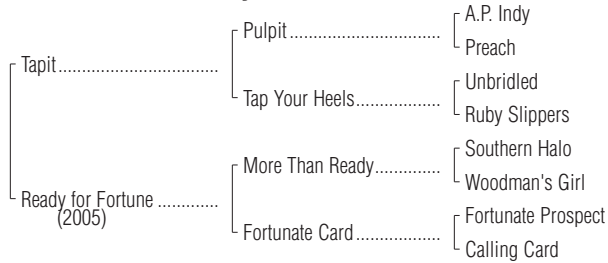 A.P. Indy
Pulpit
Preach
Tapit
Unbridled
Tap Your Heels
Ruby Slippers
Southern Halo
More Than Ready
Woodman's Girl
Ready for Fortune
(2005)
Fortunate Prospect
Fortunate Card
Calling Card